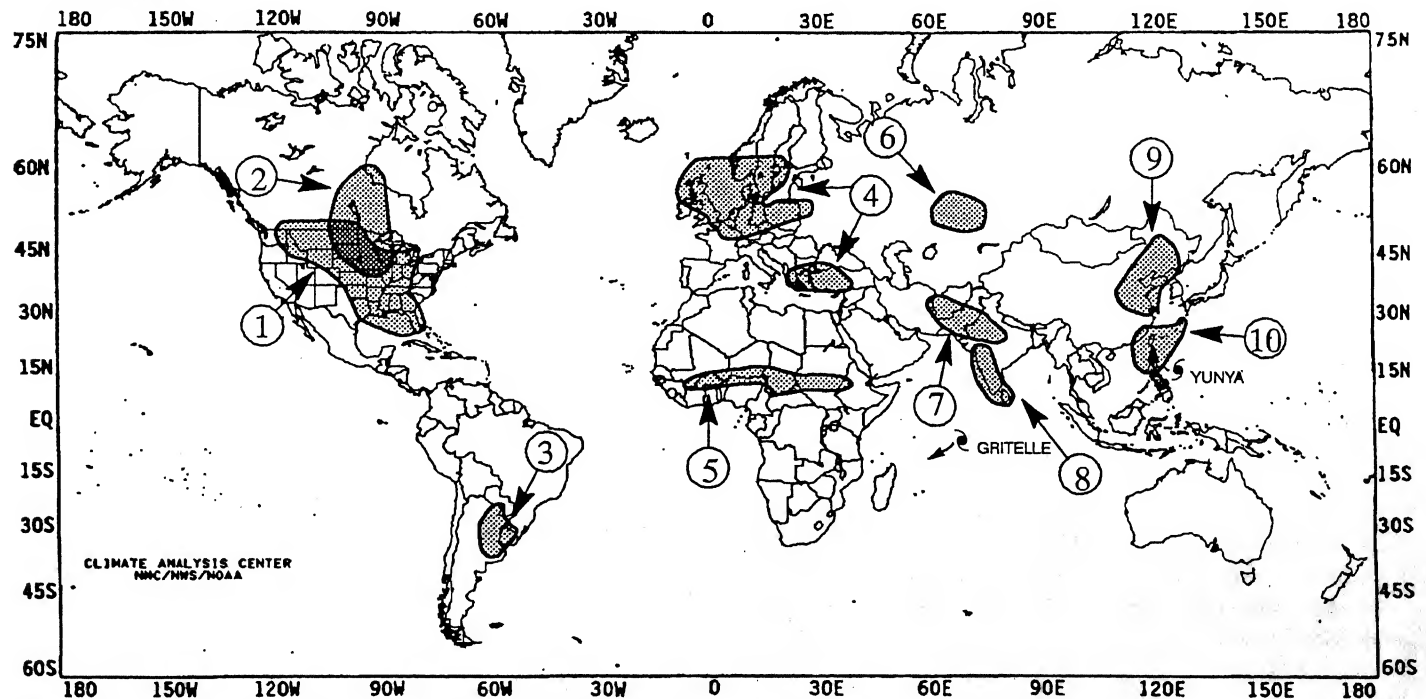 180 150W 120W 90W 60W 30W 0 30E 60E 90E 120E 150E 180
75N 75N
9
6
60N 60N
2
4
45N 45N
4
30N 30N
1
10
15N 15N
YUNYA
7
EQ EQ
GRITELLE
3
5
8
15S 15S
30S 30S
CLIMATE ANALYSIS CENTER
NMC/NWS/NOAA
45S 45S
60S 60S
180 150W 120W 90W 60W 30W 0 30E 60E 90E 120E 150E 180